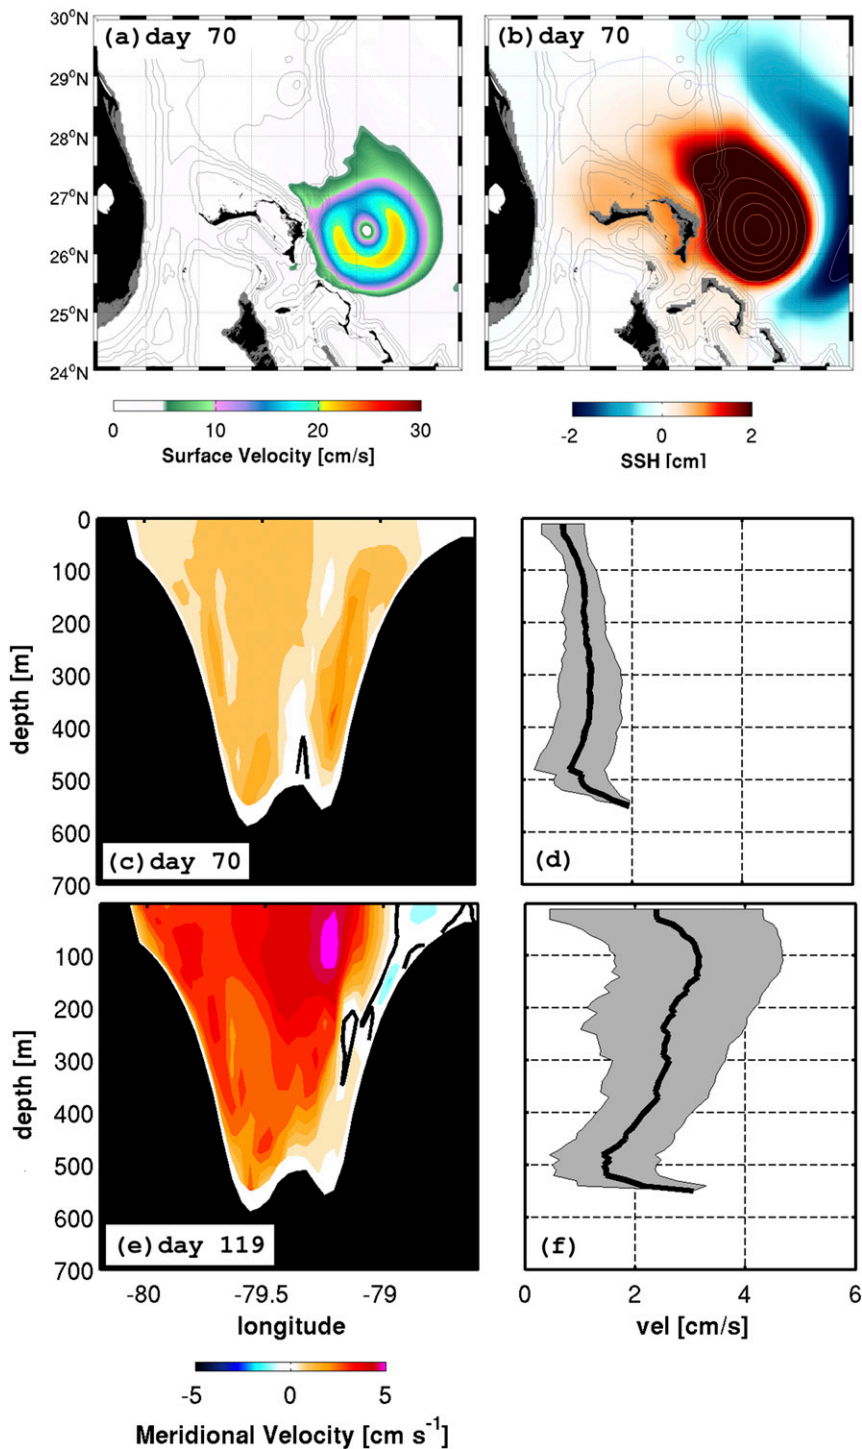 (a)day 70
(b)day 70
30°N
29°N
28°N
27°N
26°N
25°N
24°N
0 10 20 30
Surface Velocity [cm/s]
-2 0 2
SSH [cm]
0
100
200
300
400
500
600
700
depth [m]
(c)day 70
(d)
0
100
200
300
400
500
600
700
depth [m]
(e)day 119
(f)
-80 -79.5 -79
longitude
0 2 4 6
vel [cm/s]
-5 0 5
Meridional Velocity [cm s⁻¹]